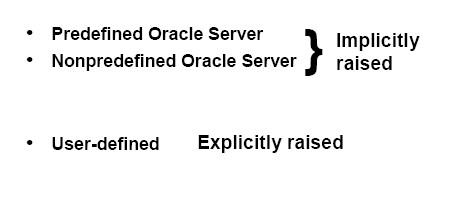 • Predefined Oracle Server
• Nonpredefined Oracle Server
} Implicitly
raised
• User-defined Explicitly raised